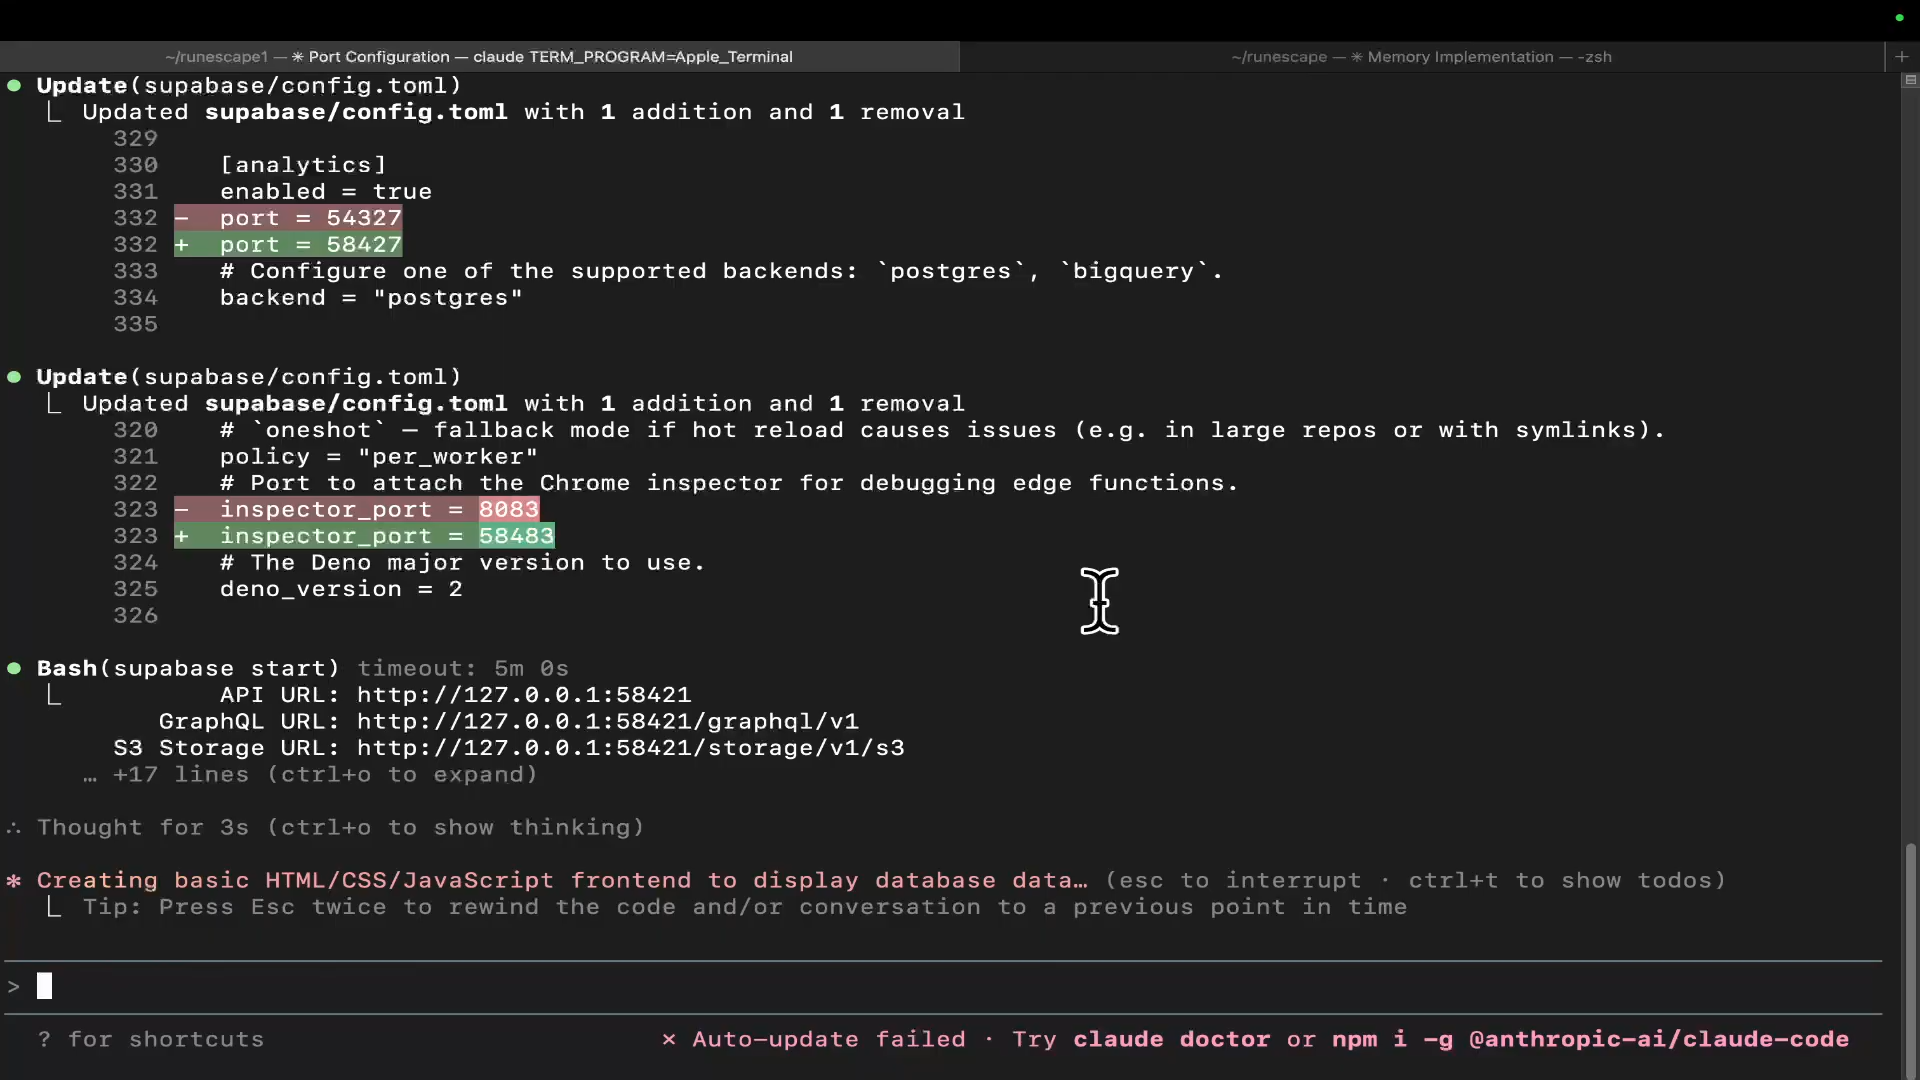 ~/runescape1 — ✳ Port Configuration — claude TERM_PROGRAM=Apple_Terminal
~/runescape — ✳ Memory Implementation — -zsh
+
● Update(supabase/config.toml)
⎿ Updated supabase/config.toml with 1 addition and 1 removal
329
330 [analytics]
331 enabled = true
332 - port = 54327
332 + port = 58427
333 # Configure one of the supported backends: `postgres`, `bigquery`.
334 backend = "postgres"
335
● Update(supabase/config.toml)
⎿ Updated supabase/config.toml with 1 addition and 1 removal
320 # `oneshot` — fallback mode if hot reload causes issues (e.g. in large repos or with symlinks).
321 policy = "per_worker"
322 # Port to attach the Chrome inspector for debugging edge functions.
323 - inspector_port = 8083
323 + inspector_port = 58483
324 # The Deno major version to use.
325 deno_version = 2
326
● Bash(supabase start) timeout: 5m 0s
⎿ API URL: http://127.0.0.1:58421
GraphQL URL: http://127.0.0.1:58421/graphql/v1
S3 Storage URL: http://127.0.0.1:58421/storage/v1/s3
… +17 lines (ctrl+o to expand)
∴ Thought for 3s (ctrl+o to show thinking)
✻ Creating basic HTML/CSS/JavaScript frontend to display database data… (esc to interrupt · ctrl+t to show todos)
⎿ Tip: Press Esc twice to rewind the code and/or conversation to a previous point in time
>
? for shortcuts
✗ Auto-update failed · Try claude doctor or npm i -g @anthropic-ai/claude-code